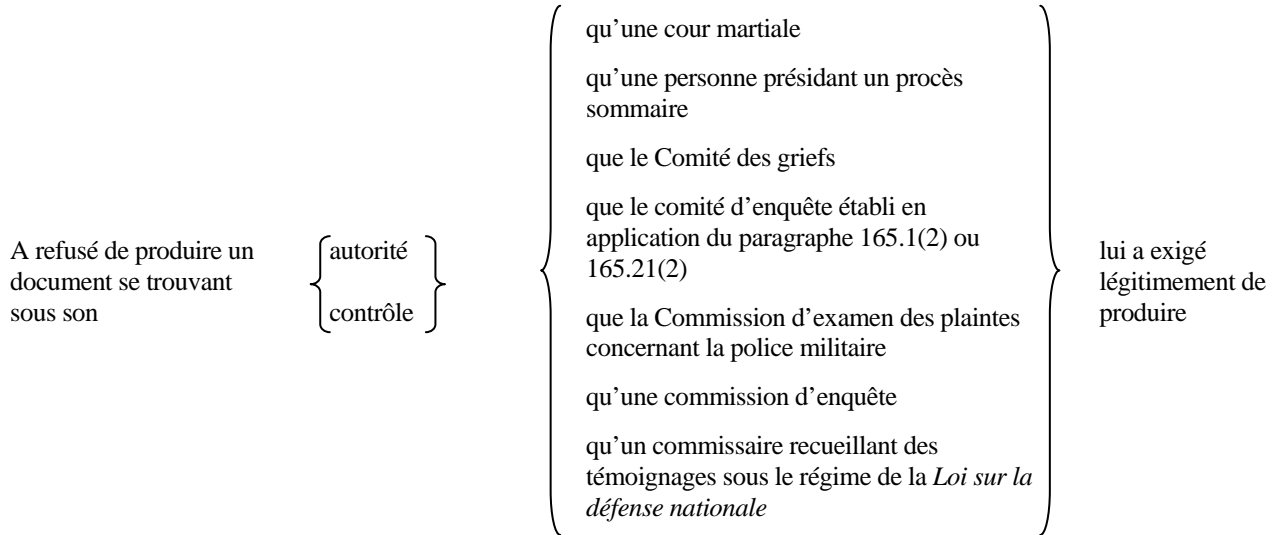 A refusé de produire un
document se trouvant
sous son
autorité
contrôle
qu’une cour martiale
qu’une personne présidant un procès
sommaire
que le Comité des griefs
que le comité d’enquête établi en
application du paragraphe 165.1(2) ou
165.21(2)
que la Commission d’examen des plaintes
concernant la police militaire
qu’une commission d’enquête
qu’un commissaire recueillant des
témoignages sous le régime de la Loi sur la
défense nationale
lui a exigé
légitimement de
produire